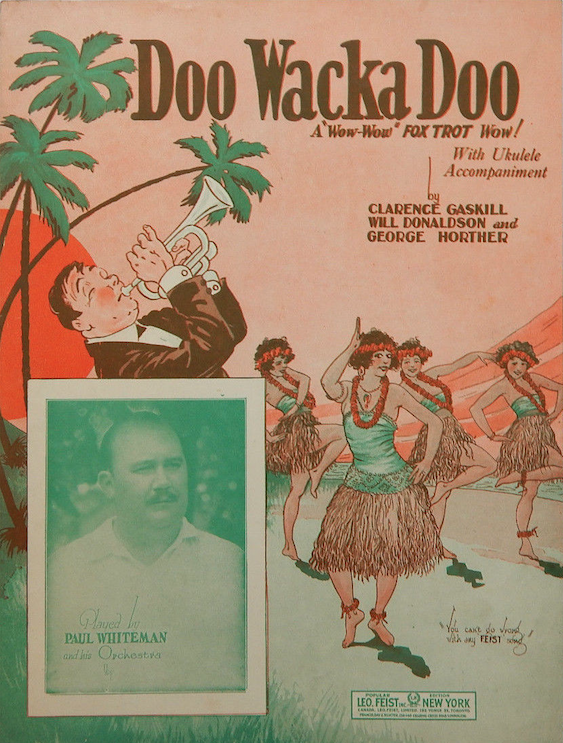 Doo Wacka Doo
A "Wow-Wow" FOX TROT Wow!
With Ukulele
Accompaniment
by
CLARENCE GASKILL
WILL DONALDSON and
GEORGE HORTHER
Played by
PAUL WHITEMAN
and his Orchestra
"You can't go wrong
with any FEIST song"
POPULAR EDITION
LEO. FEIST INC. NEW YORK